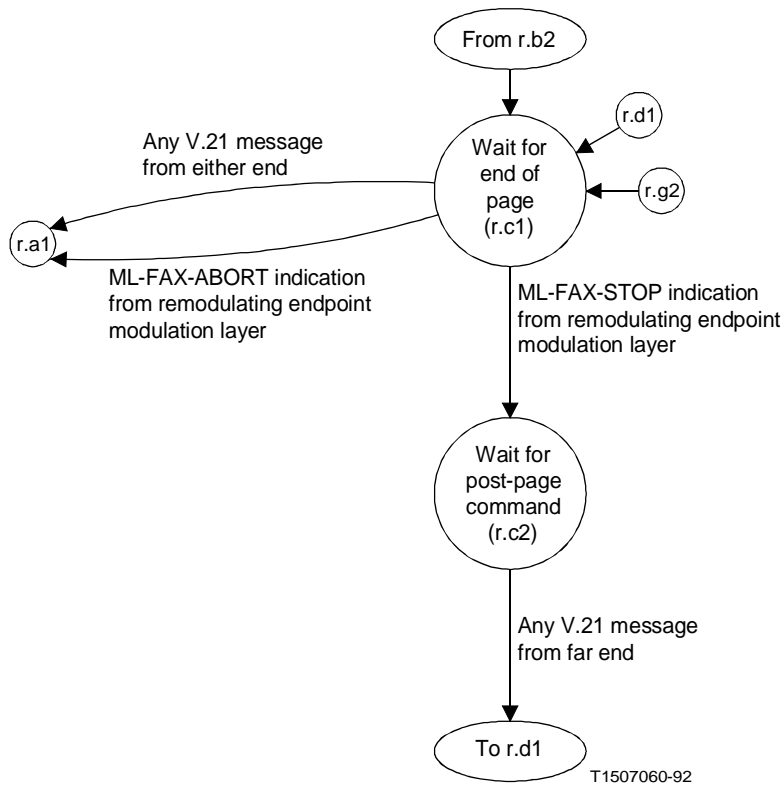 From r.b2
r.d1
Any V.21 message
from either end
Wait for
end of
page
(r.c1)
r.g2
r.a1
ML-FAX-ABORT indication
from remodulating endpoint
modulation layer
ML-FAX-STOP indication
from remodulating endpoint
modulation layer
Wait for
post-page
command
(r.c2)
Any V.21 message
from far end
To r.d1
T1507060-92